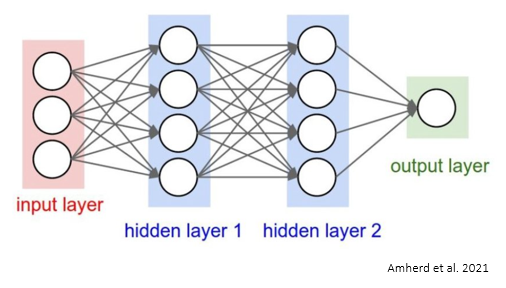 input layer
hidden layer 1
hidden layer 2
output layer
Amherd et al. 2021